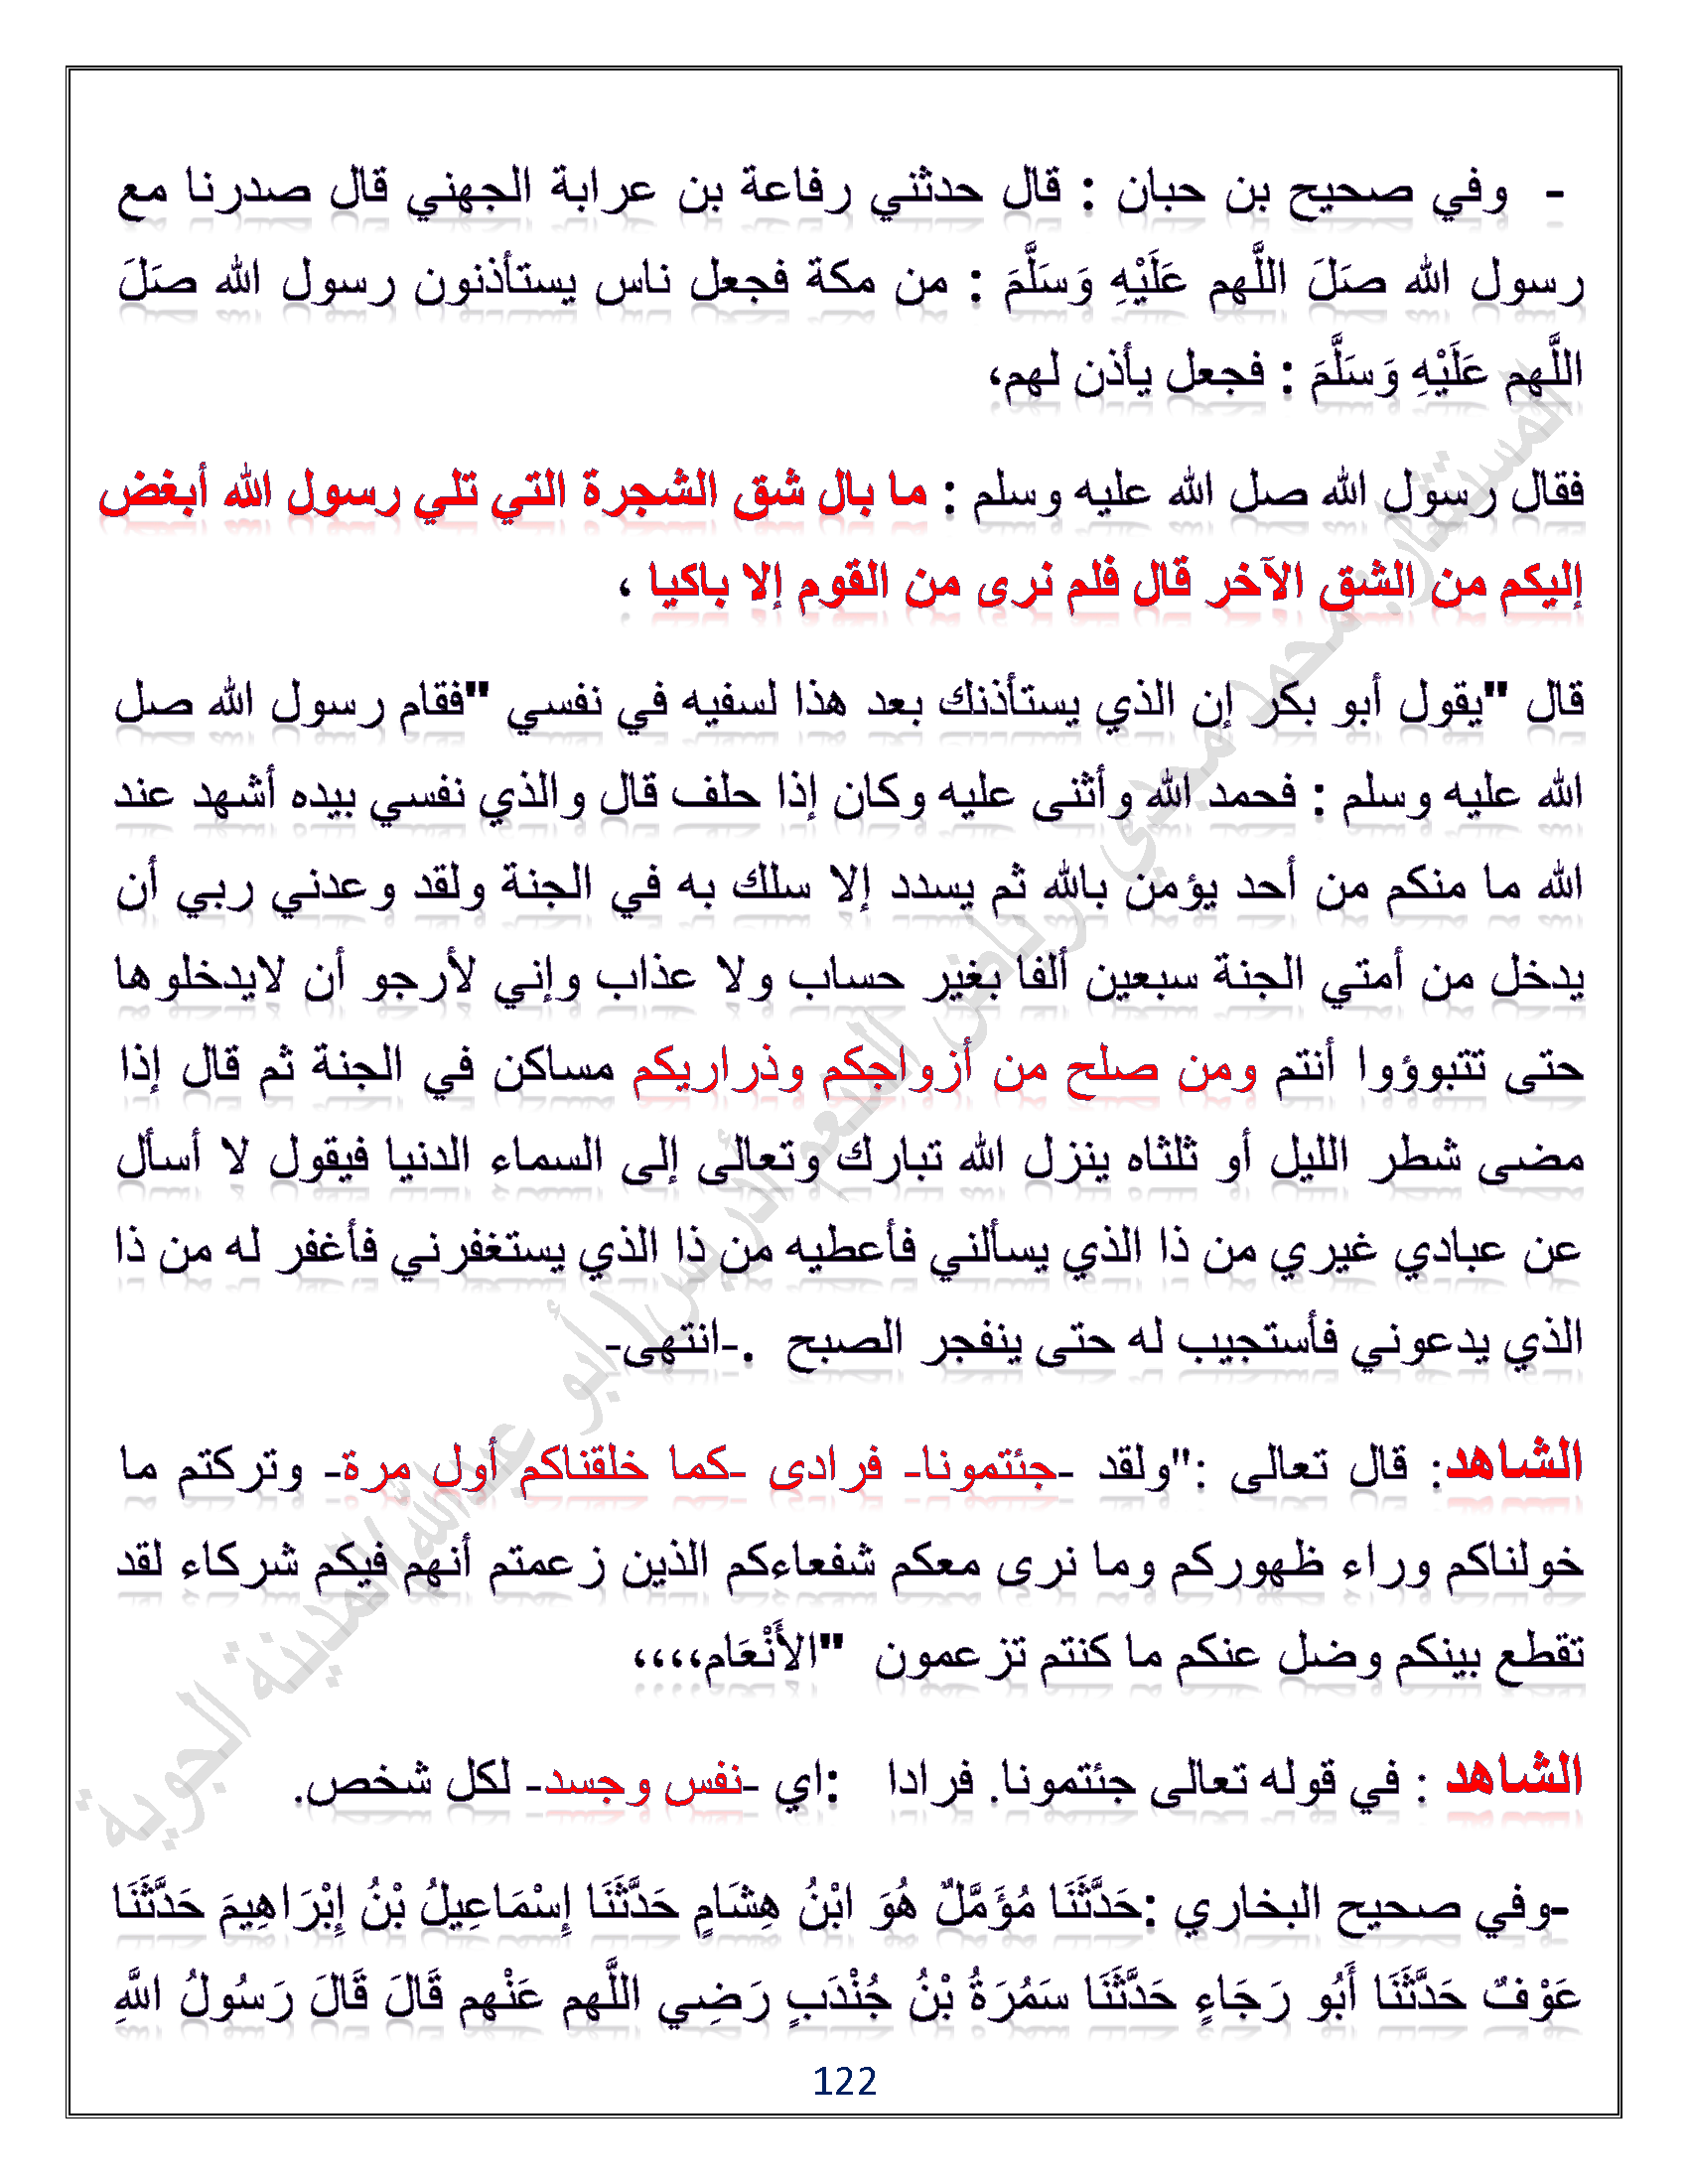 - وفي صحيح بن حبان : قال حدثني رفاعة بن عرابة الجهني قال صدرنا مع
رسول الله صَلَ اللَّهم عَلَيْهِ وَسَلَّمَ : من مكة فجعل ناس يستأذنون رسول الله صَلَ
اللَّهم عَلَيْهِ وَسَلَّمَ : فجعل يأذن لهم،
فقال رسول الله صل الله عليه وسلم : ما بال شق الشجرة التي تلي رسول الله أبغض
إليكم من الشق الآخر قال فلم نرى من القوم إلا باكيا ،
قال "يقول أبو بكر إن الذي يستأذنك بعد هذا لسفيه في نفسي "فقام رسول الله صل
الله عليه وسلم : فحمد الله وأثنى عليه وكان إذا حلف قال والذي نفسي بيده أشهد عند
الله ما منكم من أحد يؤمن بالله ثم يسدد إلا سلك به في الجنة ولقد وعدني ربي أن
يدخل من أمتي الجنة سبعين ألفا بغير حساب ولا عذاب وإني لأرجو أن لايدخلوها
حتى تتبوؤوا أنتم ومن صلح من أزواجكم وذراريكم مساكن في الجنة ثم قال إذا
مضى شطر الليل أو ثلثاه ينزل الله تبارك وتعالى إلى السماء الدنيا فيقول لا أسأل
عن عبادي غيري من ذا الذي يسألني فأعطيه من ذا الذي يستغفرني فأغفر له من ذا
الذي يدعوني فأستجيب له حتى ينفجر الصبح .-انتهى-
الشاهد: قال تعالى :"ولقد -جئتمونا- فرادى -كما خلقناكم أول مرة- وتركتم ما
خولناكم وراء ظهوركم وما نرى معكم شفعاءكم الذين زعمتم أنهم فيكم شركاء لقد
تقطع بينكم وضل عنكم ما كنتم تزعمون "الأَنْعَام،،،،
الشاهد : في قوله تعالى جئتمونا. فرادا :اي -نفس وجسد- لكل شخص.
-وفي صحيح البخاري :حَدَّثَنَا مُؤَمَّلٌ هُوَ ابْنُ هِشَامٍ حَدَّثَنَا إِسْمَاعِيلُ بْنُ إِبْرَاهِيمَ حَدَّثَنَا
عَوْفٌ حَدَّثَنَا أَبُو رَجَاءٍ حَدَّثَنَا سَمُرَةُ بْنُ جُنْدَبٍ رَضِي اللَّهم عَنْهم قَالَ قَالَ رَسُولُ اللَّهِ
122
المستشار. محمد مجدي رياض المنعم ادريس/أبو عبدالله/المدينة الجوية